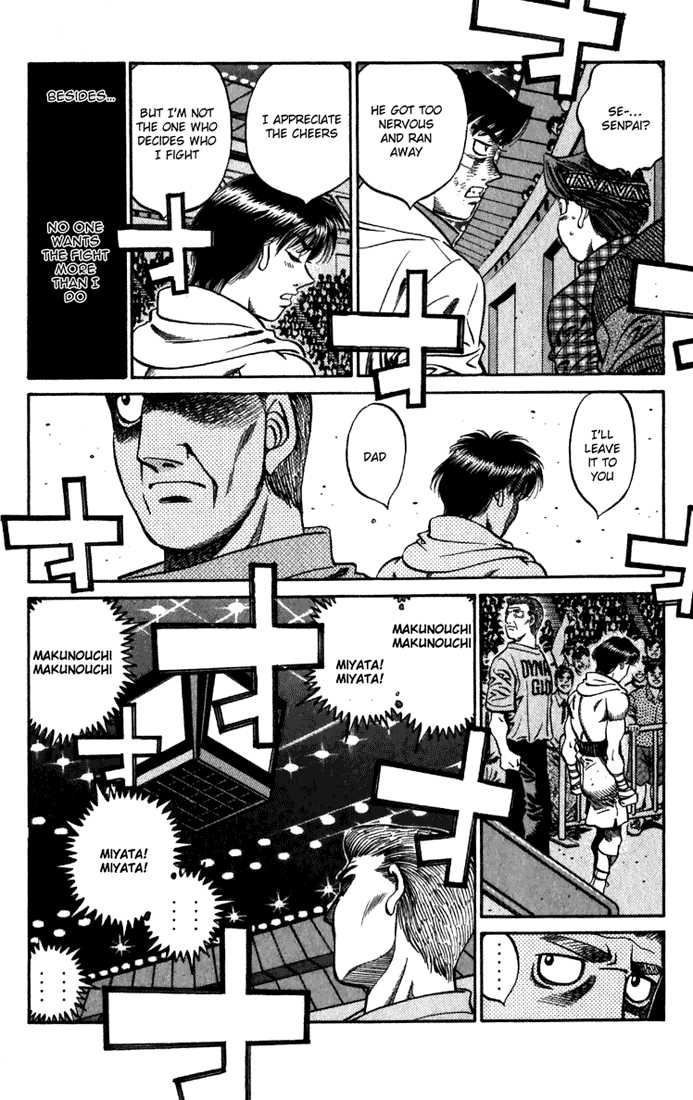 SE-...
SENPAI?
HE GOT TOO
NERVOUS
AND RAN
AWAY
I APPRECIATE
THE CHEERS
BUT I'M NOT
THE ONE WHO
DECIDES WHO
I FIGHT
BESIDES...
NO ONE
WANTS
THE FIGHT
MORE
THAN I
DO
I'LL
LEAVE
IT TO
YOU
DAD
DYNA
GLO
MAKUNOUCHI
MAKUNOUCHI
MIYATA!
MIYATA!
MAKUNOUCHI
MAKUNOUCHI
MIYATA!
MIYATA!
....
....
....